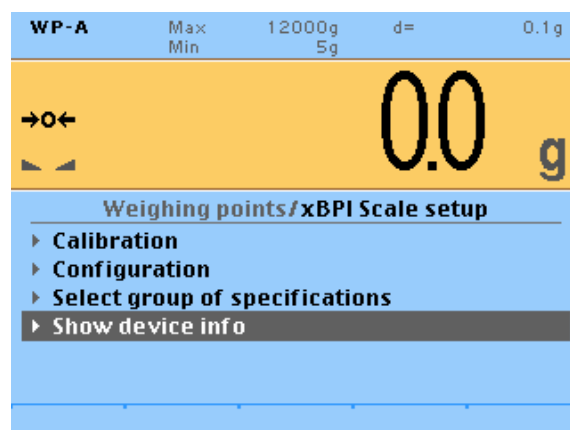 WP-A Max 12000g d= 0.1g
Min 5g
→0← 0.0 g
Weighing points/xBPI Scale setup
Calibration
Configuration
Select group of specifications
Show device info